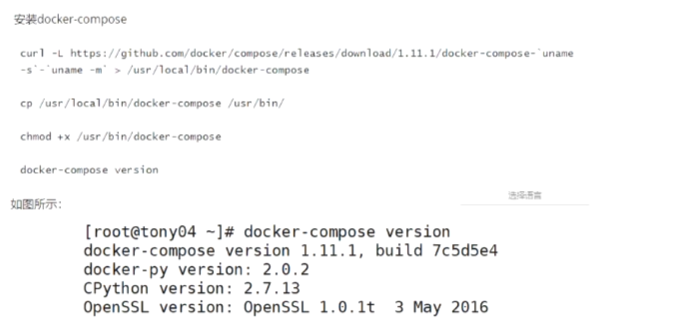 安装docker-compose
curl -L https://github.com/docker/compose/releases/download/1.11.1/docker-compose-`uname
-s`-`uname -m` > /usr/local/bin/docker-compose
cp /usr/local/bin/docker-compose /usr/bin/
chmod +x /usr/bin/docker-compose
docker-compose version
选择语言
如图所示:
[root@tony04 ~]# docker-compose version
docker-compose version 1.11.1, build 7c5d5e4
docker-py version: 2.0.2
CPython version: 2.7.13
OpenSSL version: OpenSSL 1.0.1t  3 May 2016